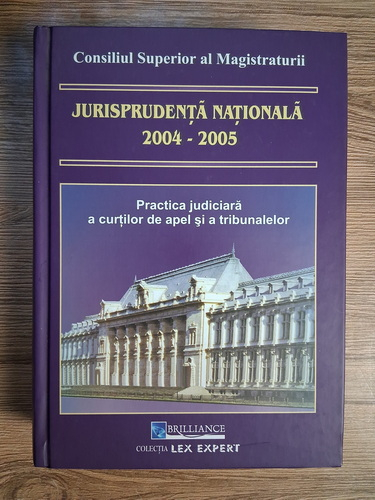 Consiliul Superior al Magistraturii
JURISPRUDENȚĂ NAȚIONALĂ
2004 - 2005
Practica judiciară
a curților de apel și a tribunalelor
BRILLIANCE
COLECȚIA LEX EXPERT